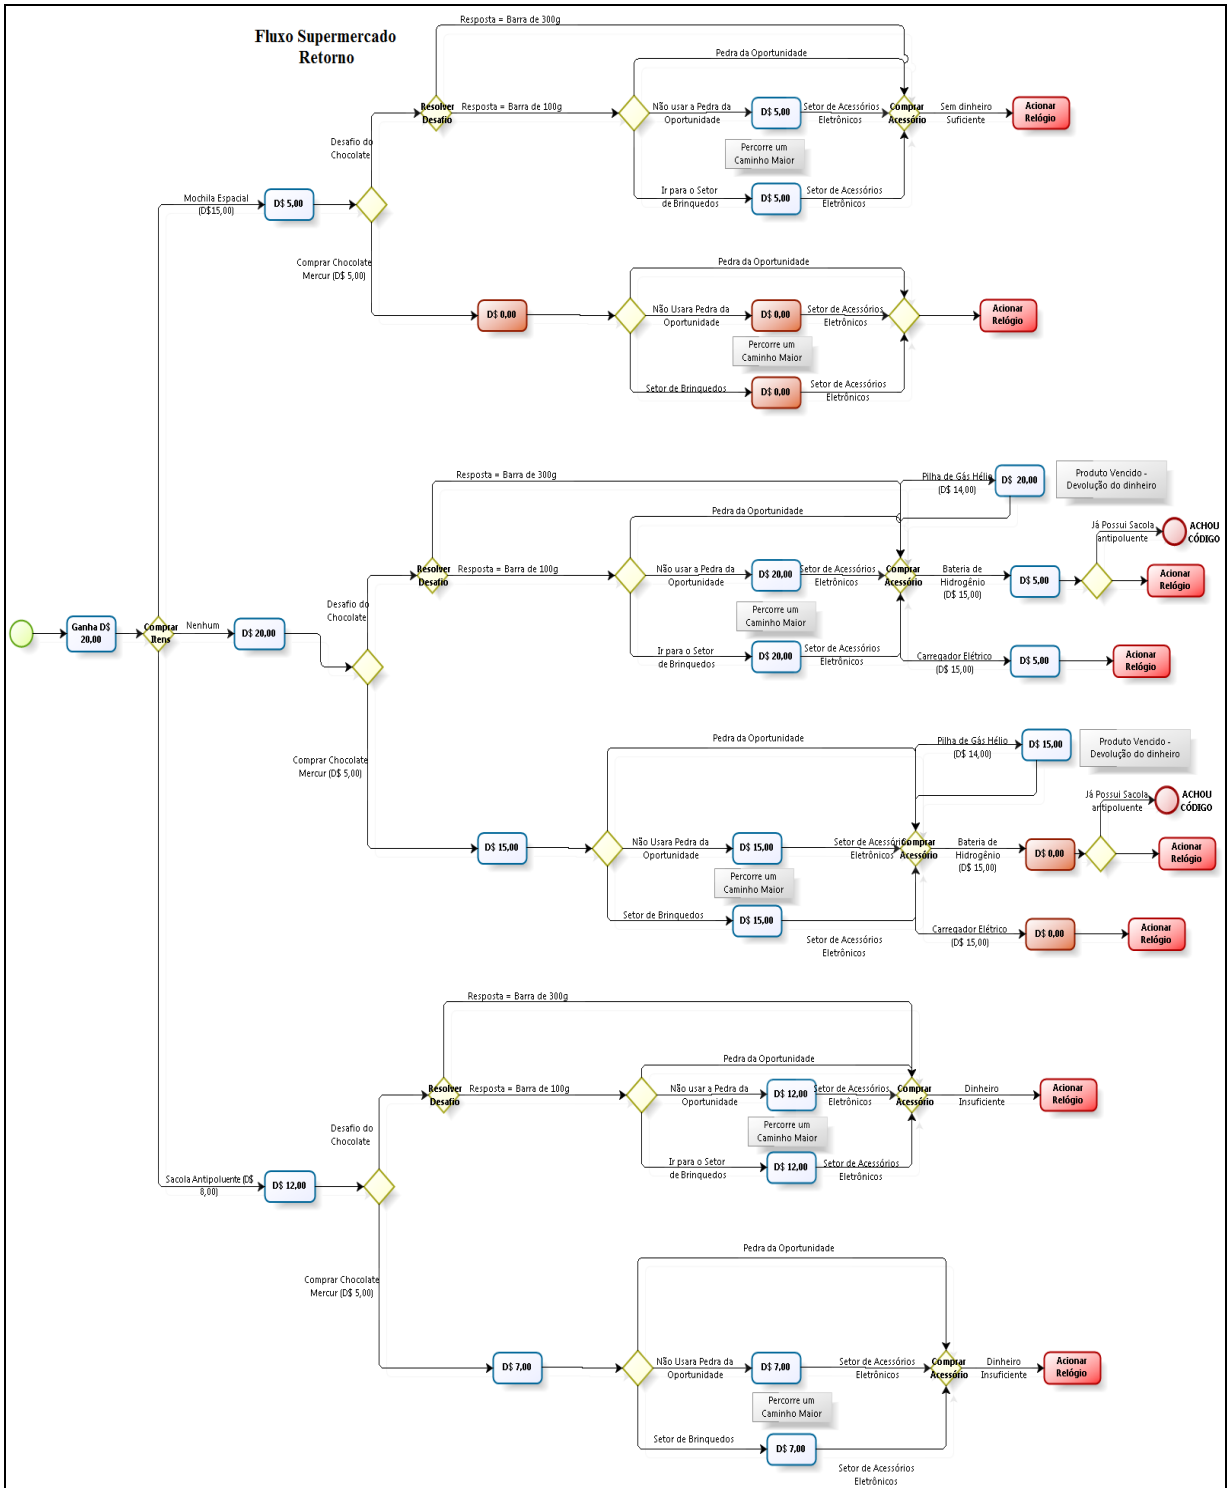 Fluxo Supermercado
Retorno
Resposta = Barra de 300g
Pedra da Oportunidade
Resolver
Desafio
Resposta = Barra de 100g
Não usar a Pedra da
Oportunidade
D$ 5,00
Setor de Acessórios
Eletrônicos
Comprar
Acessório
Sem dinheiro
Suficiente
Acionar
Relógio
Desafio do
Chocolate
Percorre um
Caminho Maior
Mochila Espacial
(D$15,00)
D$ 5,00
Ir para o Setor
de Brinquedos
D$ 5,00
Setor de Acessórios
Eletrônicos
Comprar Chocolate
Mercur (D$ 5,00)
Pedra da Oportunidade
D$ 0,00
Não Usara Pedra da
Oportunidade
D$ 0,00
Setor de Acessórios
Eletrônicos
Acionar
Relógio
Percorre um
Caminho Maior
Setor de Brinquedos
D$ 0,00
Setor de Acessórios
Eletrônicos
Resposta = Barra de 300g
Pilha de Gás Hélio
(D$ 14,00)
D$ 20,00
Produto Vencido -
Devolução do dinheiro
Pedra da Oportunidade
Já Possui Sacola
antipoluente
ACHOU
CÓDIGO
Resolver
Desafio
Resposta = Barra de 100g
Não usar a Pedra da
Oportunidade
D$ 20,00
Setor de Acessórios
Eletrônicos
Comprar
Acessório
Bateria de
Hidrogênio
(D$ 15,00)
D$ 5,00
Acionar
Relógio
Desafio do
Chocolate
Percorre um
Caminho Maior
Ganha D$
20,00
Comprar
Itens
Nenhum
D$ 20,00
Ir para o Setor
de Brinquedos
D$ 20,00
Setor de Acessórios
Eletrônicos
Carregador Elétrico
(D$ 15,00)
D$ 5,00
Acionar
Relógio
Comprar Chocolate
Mercur (D$ 5,00)
Pedra da Oportunidade
Pilha de Gás Hélio
(D$ 14,00)
D$ 15,00
Produto Vencido -
Devolução do dinheiro
Já Possui Sacola
antipoluente
ACHOU
CÓDIGO
D$ 15,00
Não Usara Pedra da
Oportunidade
D$ 15,00
Setor de Acessórios
Eletrônicos
Comprar
Acessório
Bateria de
Hidrogênio
(D$ 15,00)
D$ 0,00
Acionar
Relógio
Percorre um
Caminho Maior
Setor de Brinquedos
D$ 15,00
Setor de Acessórios
Eletrônicos
Carregador Elétrico
(D$ 15,00)
D$ 0,00
Acionar
Relógio
Resposta = Barra de 300g
Pedra da Oportunidade
Resolver
Desafio
Resposta = Barra de 100g
Não usar a Pedra da
Oportunidade
D$ 12,00
Setor de Acessórios
Eletrônicos
Comprar
Acessório
Dinheiro
Insuficiente
Acionar
Relógio
Desafio do
Chocolate
Percorre um
Caminho Maior
Sacola Antipoluente (D$
8,00)
D$ 12,00
Ir para o Setor
de Brinquedos
D$ 12,00
Setor de Acessórios
Eletrônicos
Comprar Chocolate
Mercur (D$ 5,00)
Pedra da Oportunidade
D$ 7,00
Não Usara Pedra da
Oportunidade
D$ 7,00
Setor de Acessórios
Eletrônicos
Comprar
Acessório
Dinheiro
Insuficiente
Acionar
Relógio
Percorre um
Caminho Maior
Setor de Brinquedos
D$ 7,00
Setor de Acessórios
Eletrônicos